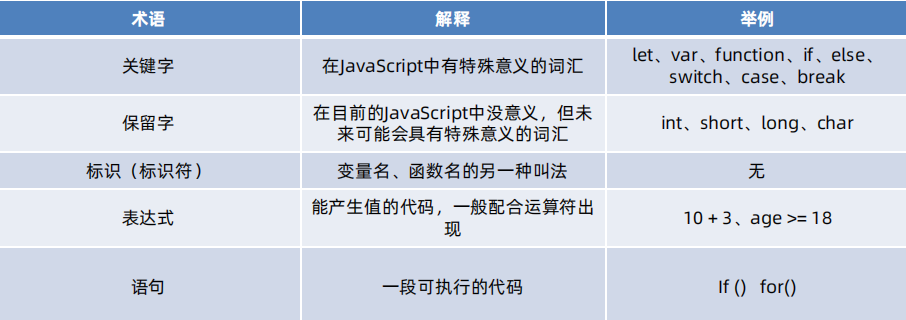 术语
解释
举例
关键字
在JavaScript中有特殊意义的词汇
let、var、function、if、else、
switch、case、break
保留字
在目前的JavaScript中没意义，但未
来可能会具有特殊意义的词汇
int、short、long、char
标识（标识符）
变量名、函数名的另一种叫法
无
表达式
能产生值的代码，一般配合运算符出
现
10 + 3、age >= 18
语句
一段可执行的代码
If () for()